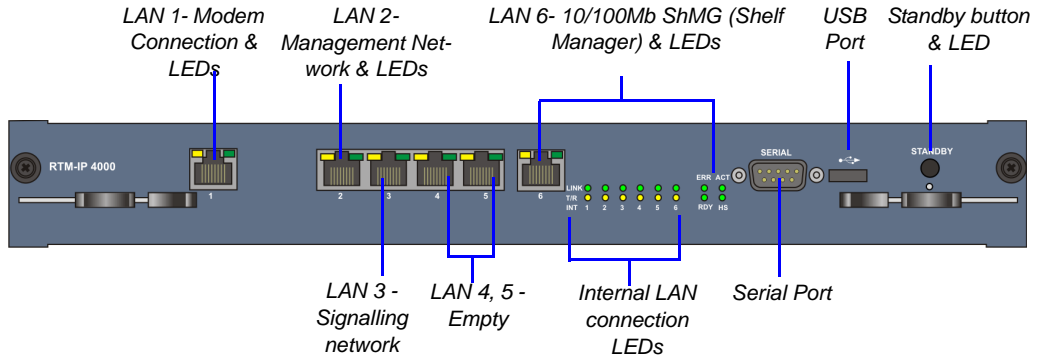 LAN 1- Modem
Connection &
LEDs
LAN 2-
Management Net-
work & LEDs
LAN 6- 10/100Mb ShMG (Shelf
Manager) & LEDs
USB
Port
Standby button
& LED
RTM-IP 4000
1
2
3
4
5
6
LINK
T/R
INT 1 2 3 4 5 6
ERR ACT
RDY HS
SERIAL
STANDBY
LAN 3 -
Signalling
network
LAN 4, 5 -
Empty
Internal LAN
connection
LEDs
Serial Port